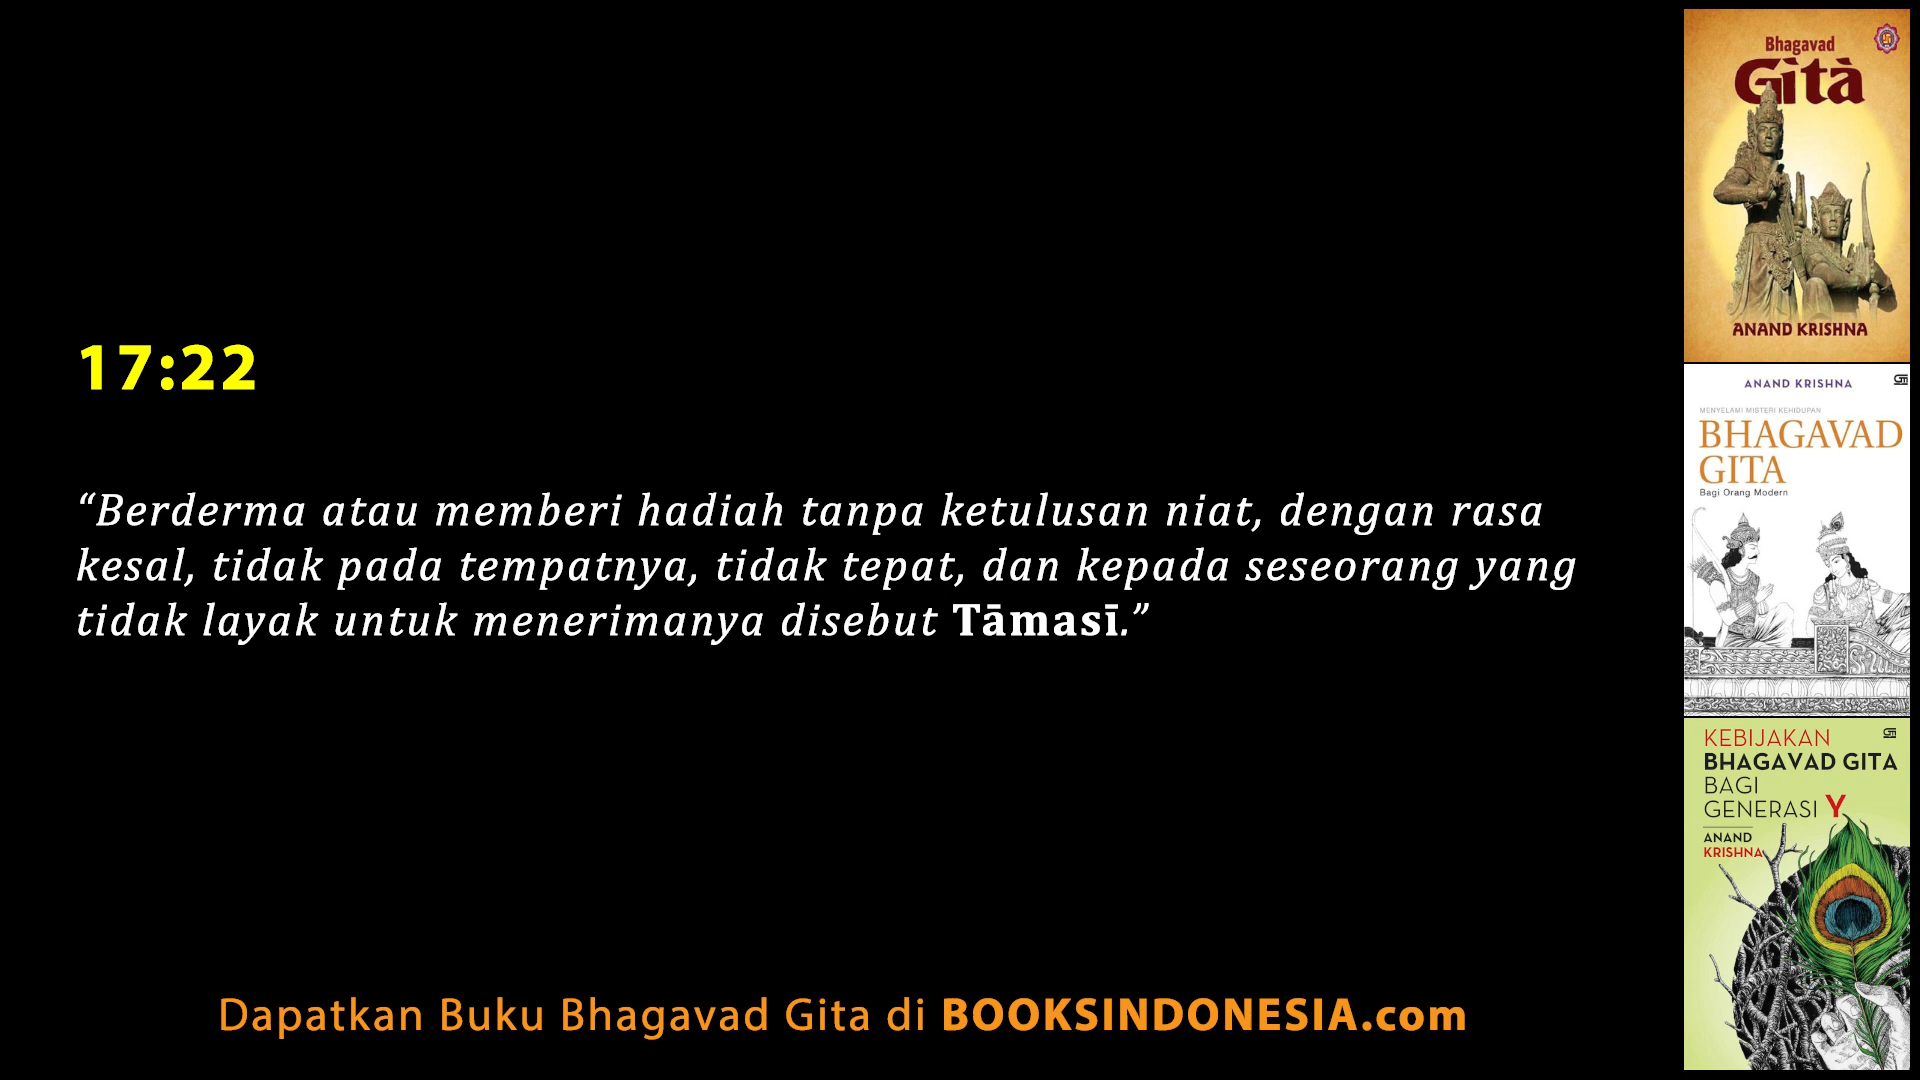 17:22
“Berderma atau memberi hadiah tanpa ketulusan niat, dengan rasa
kesal, tidak pada tempatnya, tidak tepat, dan kepada seseorang yang
tidak layak untuk menerimanya disebut Tāmasī.”
Dapatkan Buku Bhagavad Gita di BOOKSINDONESIA.com
Bhagavad
Gità
ANAND KRISHNA
ANAND KRISHNA
MENYELAMI MISTERI KEHIDUPAN
BHAGAVAD
GITA
Bagi Orang Modern
KEBIJAKAN
BHAGAVAD GITA
BAGI
GENERASI Y
ANAND
KRISHNA